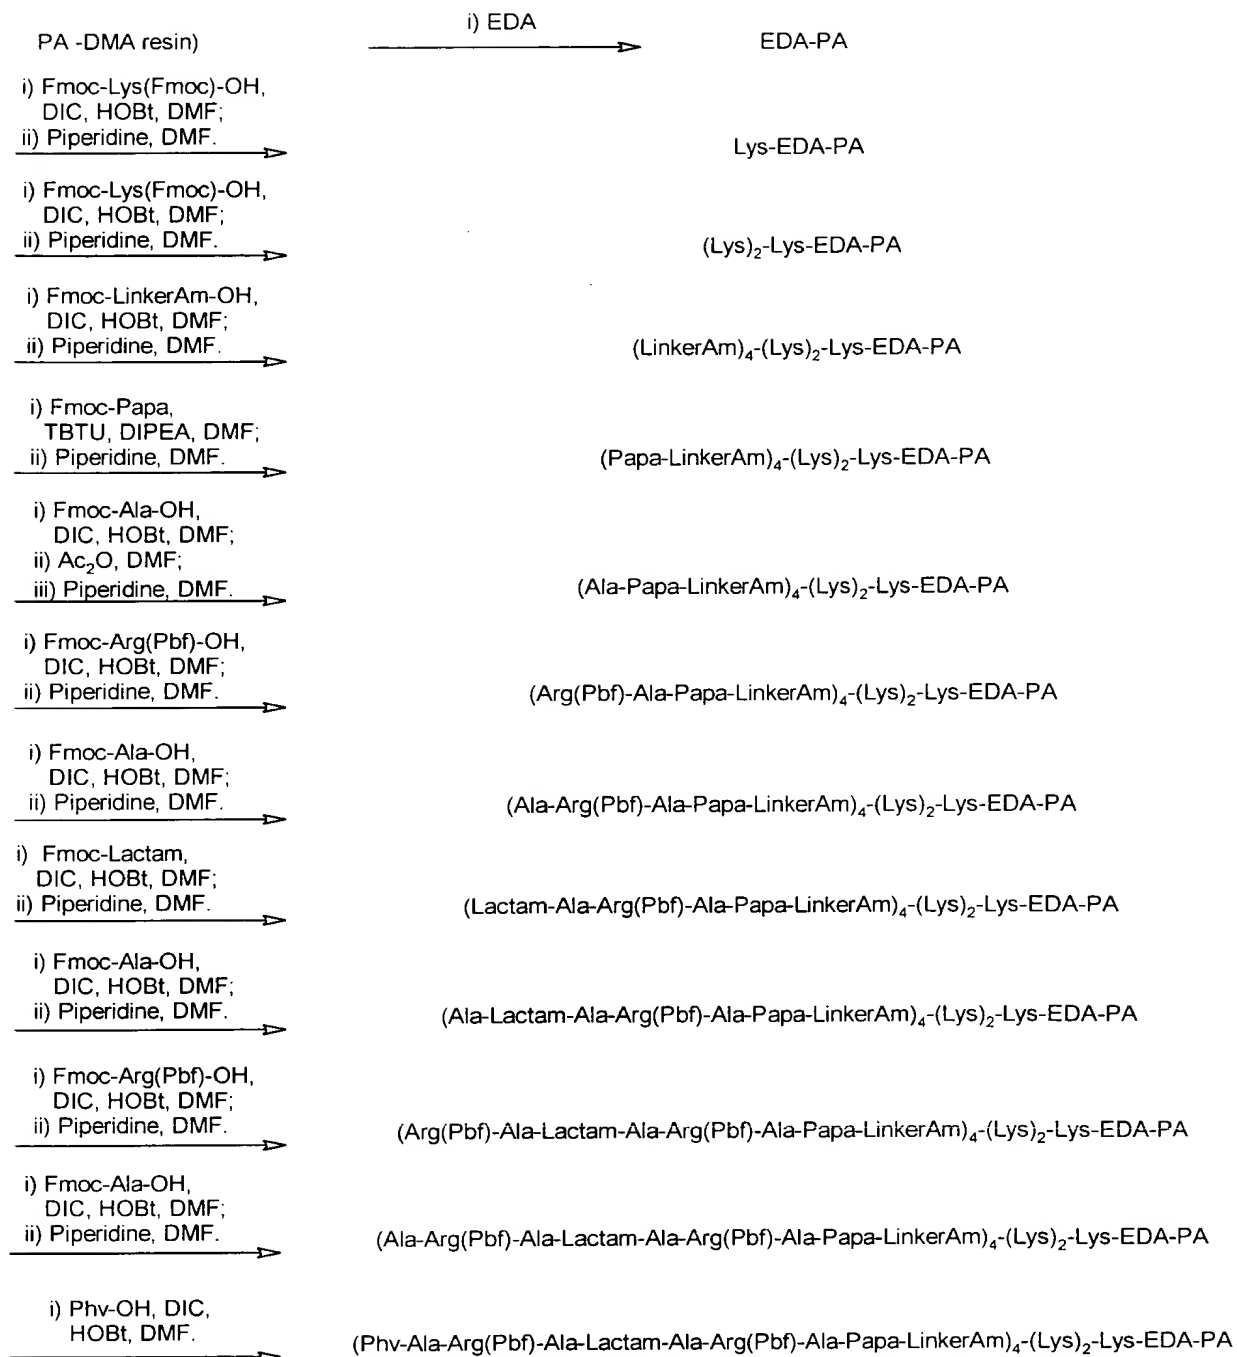 i) EDA
PA -DMA resin) EDA-PA
i) Fmoc-Lys(Fmoc)-OH,
DIC, HOBt, DMF;
ii) Piperidine, DMF.
Lys-EDA-PA
i) Fmoc-Lys(Fmoc)-OH,
DIC, HOBt, DMF;
ii) Piperidine, DMF.
(Lys)₂-Lys-EDA-PA
i) Fmoc-LinkerAm-OH,
DIC, HOBt, DMF;
ii) Piperidine, DMF.
(LinkerAm)₄-(Lys)₂-Lys-EDA-PA
i) Fmoc-Papa,
TBTU, DIPEA, DMF;
ii) Piperidine, DMF.
(Papa-LinkerAm)₄-(Lys)₂-Lys-EDA-PA
i) Fmoc-Ala-OH,
DIC, HOBt, DMF;
ii) Ac₂O, DMF;
iii) Piperidine, DMF.
(Ala-Papa-LinkerAm)₄-(Lys)₂-Lys-EDA-PA
i) Fmoc-Arg(Pbf)-OH,
DIC, HOBt, DMF;
ii) Piperidine, DMF.
(Arg(Pbf)-Ala-Papa-LinkerAm)₄-(Lys)₂-Lys-EDA-PA
i) Fmoc-Ala-OH,
DIC, HOBt, DMF;
ii) Piperidine, DMF.
(Ala-Arg(Pbf)-Ala-Papa-LinkerAm)₄-(Lys)₂-Lys-EDA-PA
i) Fmoc-Lactam,
DIC, HOBt, DMF;
ii) Piperidine, DMF.
(Lactam-Ala-Arg(Pbf)-Ala-Papa-LinkerAm)₄-(Lys)₂-Lys-EDA-PA
i) Fmoc-Ala-OH,
DIC, HOBt, DMF;
ii) Piperidine, DMF.
(Ala-Lactam-Ala-Arg(Pbf)-Ala-Papa-LinkerAm)₄-(Lys)₂-Lys-EDA-PA
i) Fmoc-Arg(Pbf)-OH,
DIC, HOBt, DMF;
ii) Piperidine, DMF.
(Arg(Pbf)-Ala-Lactam-Ala-Arg(Pbf)-Ala-Papa-LinkerAm)₄-(Lys)₂-Lys-EDA-PA
i) Fmoc-Ala-OH,
DIC, HOBt, DMF;
ii) Piperidine, DMF.
(Ala-Arg(Pbf)-Ala-Lactam-Ala-Arg(Pbf)-Ala-Papa-LinkerAm)₄-(Lys)₂-Lys-EDA-PA
i) Phv-OH, DIC,
HOBt, DMF.
(Phv-Ala-Arg(Pbf)-Ala-Lactam-Ala-Arg(Pbf)-Ala-Papa-LinkerAm)₄-(Lys)₂-Lys-EDA-PA